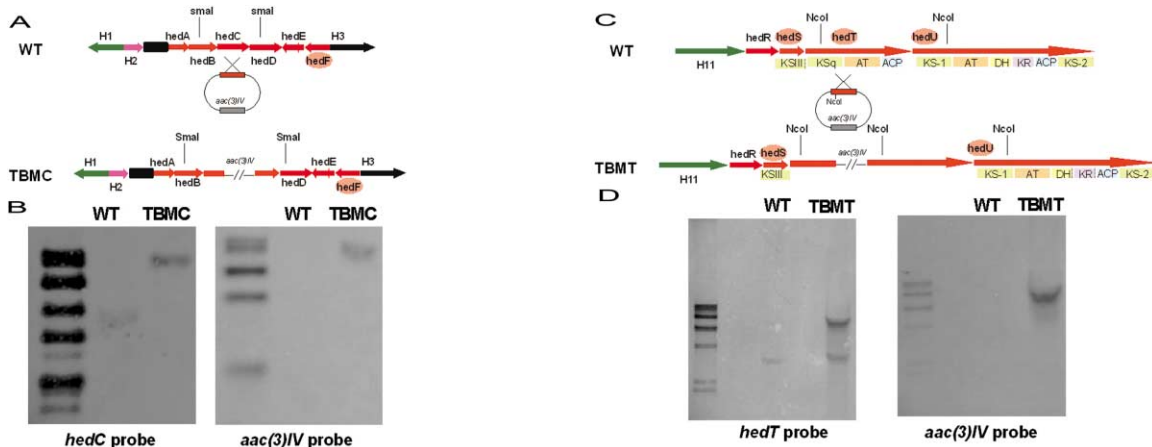 A
smaI smaI
H1 hedA hedC hedE H3
WT
H2 hedB hedD hedF
aac(3)IV
SmaI SmaI
H1 hedA aac(3)IV hedE H3
TBMC
H2 hedB hedD hedF
B
WT TBMC WT TBMC
hedC probe aac(3)IV probe
C
NcoI NcoI
hedR hedS hedT hedU
WT
H11 KSIII KSq AT ACP KS-1 AT DH KR ACP KS-2
NcoI
aac(3)IV
NcoI NcoI NcoI
hedR hedS aac(3)IV hedU
TBMT
H11 KSIII KS-1 AT DH KR ACP KS-2
D
WT TBMT WT TBMT
hedT probe aac(3)IV probe